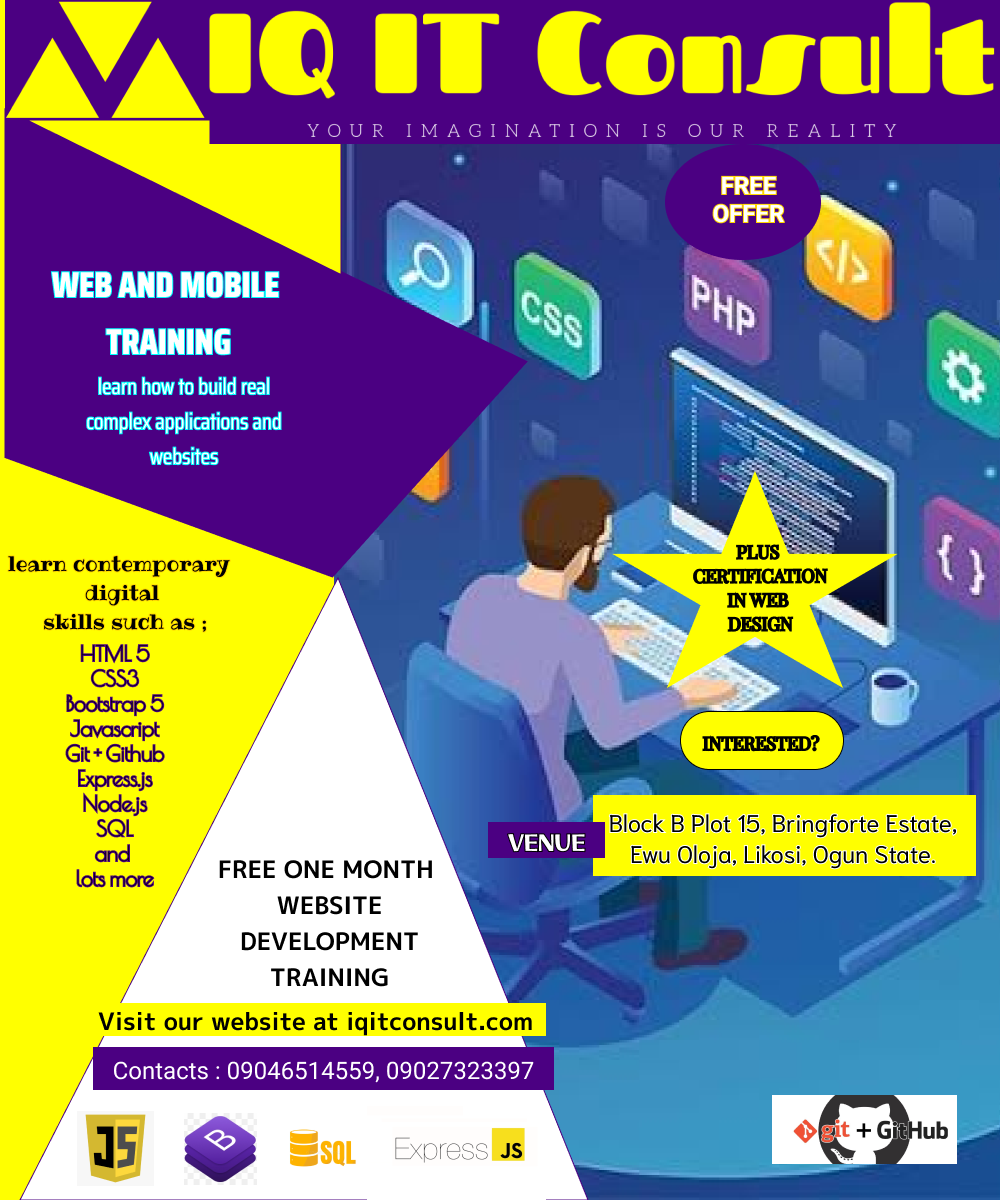 IQ IT Consult
YOUR IMAGINATION IS OUR REALITY
FREE
OFFER
</>
CSS
PHP
{ }
WEB AND MOBILE
TRAINING
learn how to build real
complex applications and
websites
PLUS
CERTIFICATION
IN WEB
DESIGN
learn contemporary
digital
skills such as ;
HTML 5
CSS3
Bootstrap 5
Javascript
Git + Github
Express.js
Node.js
SQL
and
lots more
INTERESTED?
VENUE
Block B Plot 15, Bringforte Estate,
Ewu Oloja, Likosi, Ogun State.
FREE ONE MONTH
WEBSITE
DEVELOPMENT
TRAINING
Visit our website at iqitconsult.com
Contacts : 09046514559, 09027323397
JS
B
SQL
Express JS
git + GitHub